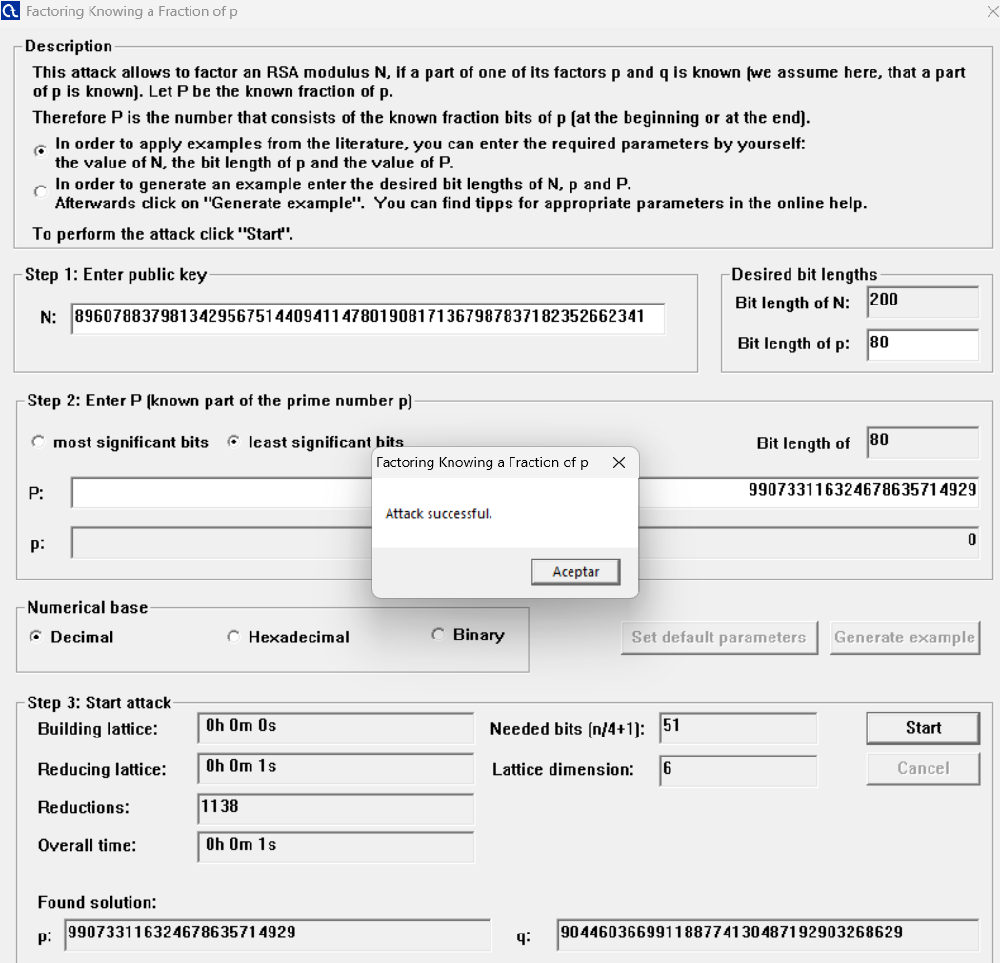 Factoring Knowing a Fraction of p
Description
This attack allows to factor an RSA modulus N, if a part of one of its factors p and q is known (we assume here, that a part
of p is known). Let P be the known fraction of p.
Therefore P is the number that consists of the known fraction bits of p (at the beginning or at the end).
In order to apply examples from the literature, you can enter the required parameters by yourself:
the value of N, the bit length of p and the value of P.
In order to generate an example enter the desired bit lengths of N, p and P.
Afterwards click on "Generate example". You can find tipps for appropriate parameters in the online help.
To perform the attack click "Start".
Step 1: Enter public key
N: 896078837981342956751440941147801908171367987837182352662341
Desired bit lengths
Bit length of N: 200
Bit length of p: 80
Step 2: Enter P (known part of the prime number p)
most significant bits least significant bits
Bit length of 80
P: 990733116324678635714929
p: 0
Factoring Knowing a Fraction of p
Attack successful.
Aceptar
Numerical base
Decimal Hexadecimal Binary
Set default parameters Generate example
Step 3: Start attack
Building lattice: 0h 0m 0s Needed bits (n/4+1): 51 Start
Reducing lattice: 0h 0m 1s Lattice dimension: 6 Cancel
Reductions: 1138
Overall time: 0h 0m 1s
Found solution:
p: 990733116324678635714929 q: 904460366991188774130487192903268629